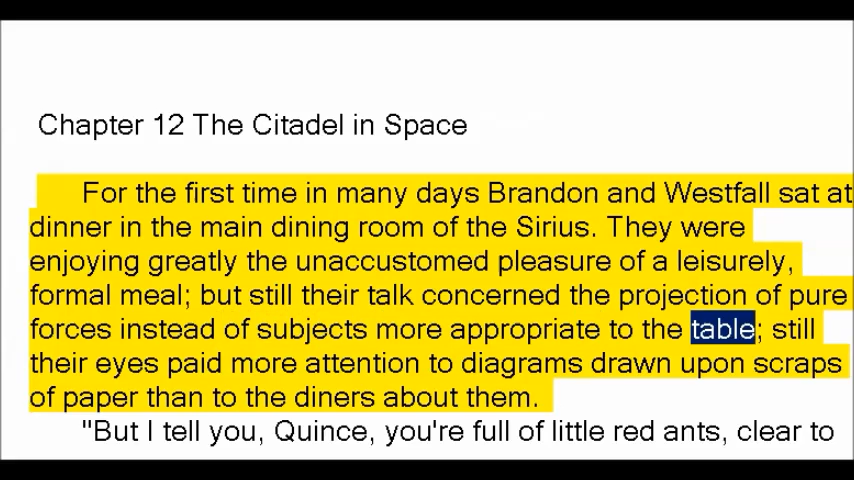 Chapter 12 The Citadel in Space
For the first time in many days Brandon and Westfall sat at
dinner in the main dining room of the Sirius. They were
enjoying greatly the unaccustomed pleasure of a leisurely,
formal meal; but still their talk concerned the projection of pure
forces instead of subjects more appropriate to the table; still
their eyes paid more attention to diagrams drawn upon scraps
of paper than to the diners about them.
"But I tell you, Quince, you're full of little red ants, clear to